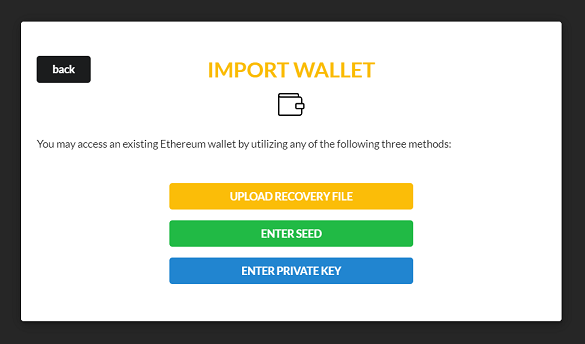 back
IMPORT WALLET
You may access an existing Ethereum wallet by utilizing any of the following three methods:
UPLOAD RECOVERY FILE
ENTER SEED
ENTER PRIVATE KEY